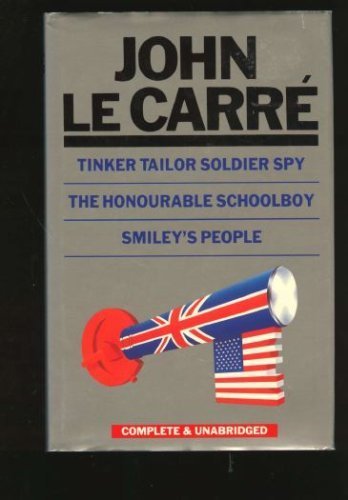 JOHN
LE CARRÉ
TINKER TAILOR SOLDIER SPY
THE HONOURABLE SCHOOLBOY
SMILEY'S PEOPLE
COMPLETE & UNABRIDGED